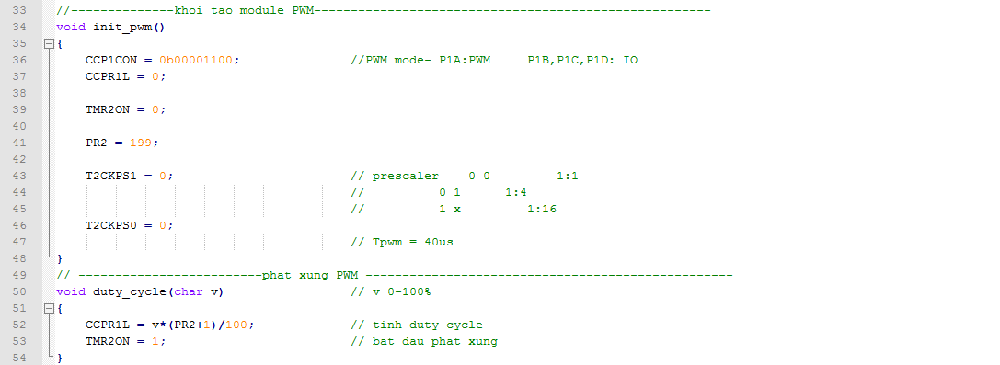 33 //--------------khoi tao module PWM------------------------------------------------------
34 void init_pwm()
35 {
36 CCP1CON = 0b00001100; //PWM mode- P1A:PWM P1B,P1C,P1D: IO
37 CCPR1L = 0;
38
39 TMR2ON = 0;
40
41 PR2 = 199;
42
43 T2CKPS1 = 0; // prescaler 0 0 1:1
44 // 0 1 1:4
45 // 1 x 1:16
46 T2CKPS0 = 0;
47 // Tpwm = 40us
48 }
49 // -------------------------phat xung PWM --------------------------------------------------
50 void duty_cycle(char v) // v 0-100%
51 {
52 CCPR1L = v*(PR2+1)/100; // tinh duty cycle
53 TMR2ON = 1; // bat dau phat xung
54 }